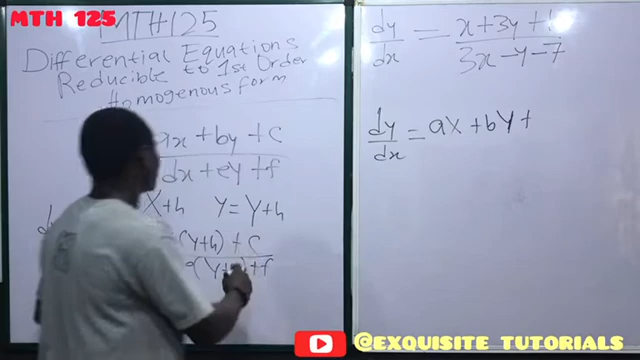 MTH 125
MTH125
Differential Equations
Reducible to 1st Order
Homogenous form
ax + by + c
dx + ey + f
X+h y = Y+h
(Y+h) + c
+ f
dy/dx = x + 3y + / 3x - y - 7
dy/dx = aX + bY +
@EXQUISITE TUTORIALS